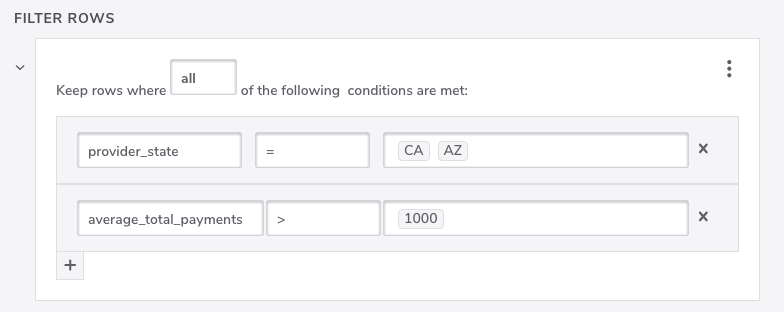 FILTER ROWS
Keep rows where all of the following conditions are met:
provider_state = CA AZ x
average_total_payments > 1000 x
+